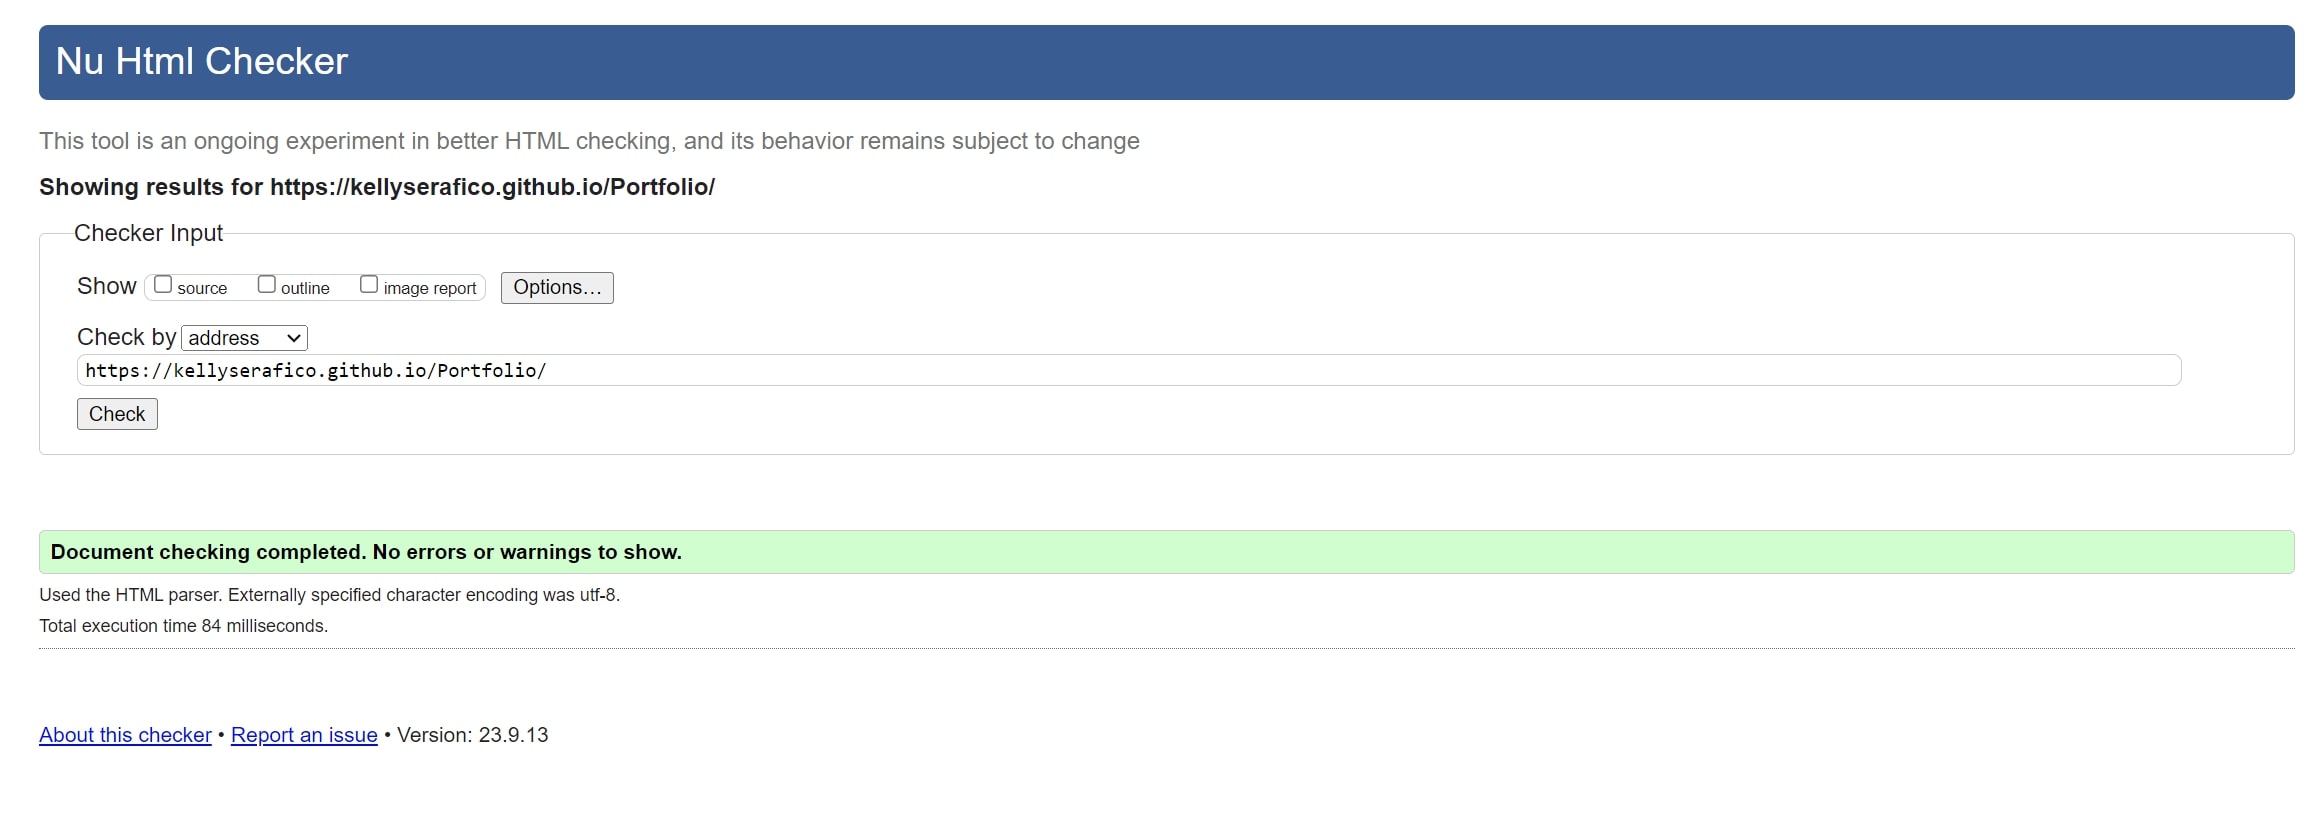 Nu Html Checker
This tool is an ongoing experiment in better HTML checking, and its behavior remains subject to change
Showing results for https://kellyserafico.github.io/Portfolio/
Checker Input
Show source outline image report Options…
Check by address
https://kellyserafico.github.io/Portfolio/
Check
Document checking completed. No errors or warnings to show.
Used the HTML parser. Externally specified character encoding was utf-8.
Total execution time 84 milliseconds.
About this checker • Report an issue • Version: 23.9.13